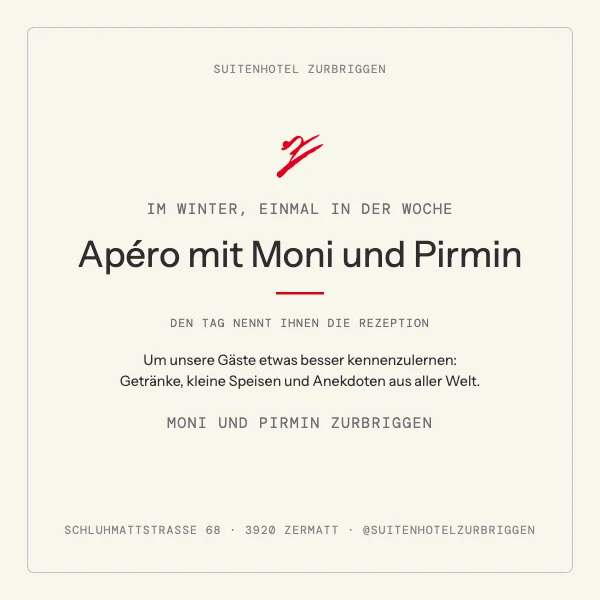 SUITENHOTEL ZURBRIGGEN
IM WINTER, EINMAL IN DER WOCHE
Apéro mit Moni und Pirmin
DEN TAG NENNT IHNEN DIE REZEPTION
Um unsere Gäste etwas besser kennenzulernen:
Getränke, kleine Speisen und Anekdoten aus aller Welt.
MONI UND PIRMIN ZURBRIGGEN
SCHLUHMATTSTRASSE 68 · 3920 ZERMATT · @SUITENHOTELZURBRIGGEN